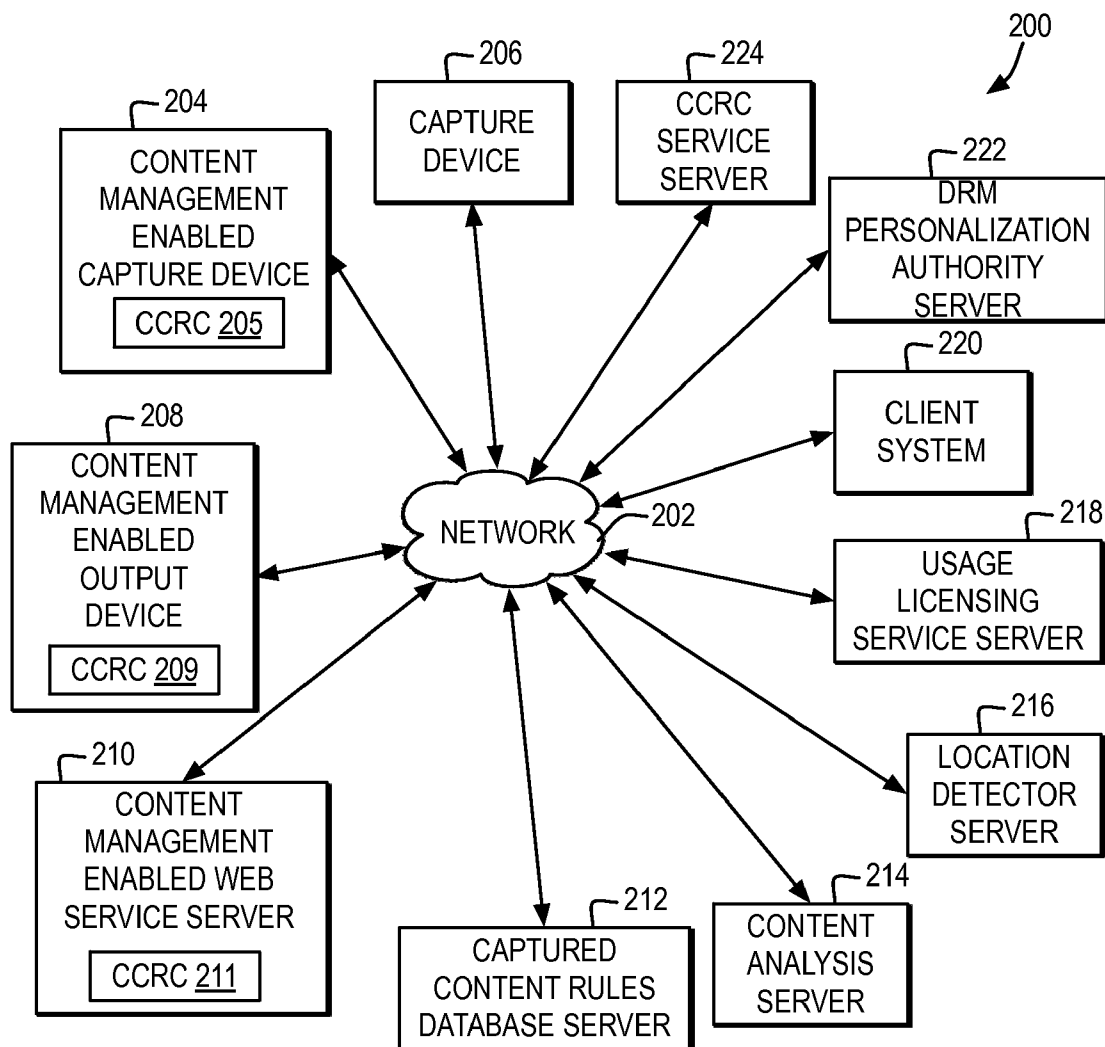 200
206
CAPTURE
DEVICE
224
CCRC
SERVICE
SERVER
204
CONTENT
MANAGEMENT
ENABLED
CAPTURE DEVICE
CCRC 205
222
DRM
PERSONALIZATION
AUTHORITY
SERVER
220
CLIENT
SYSTEM
208
CONTENT
MANAGEMENT
ENABLED
OUTPUT
DEVICE
CCRC 209
NETWORK
202
218
USAGE
LICENSING
SERVICE SERVER
216
LOCATION
DETECTOR
SERVER
210
CONTENT
MANAGEMENT
ENABLED WEB
SERVICE SERVER
CCRC 211
212
CAPTURED
CONTENT RULES
DATABASE SERVER
214
CONTENT
ANALYSIS
SERVER